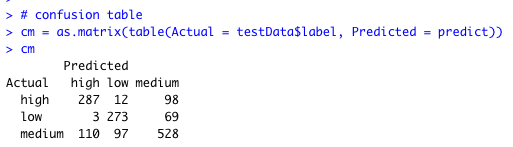 > # confusion table
> cm = as.matrix(table(Actual = testData$label, Predicted = predict))
> cm
        Predicted
Actual   high low medium
  high    287  12     98
  low       3 273     69
  medium  110  97    528